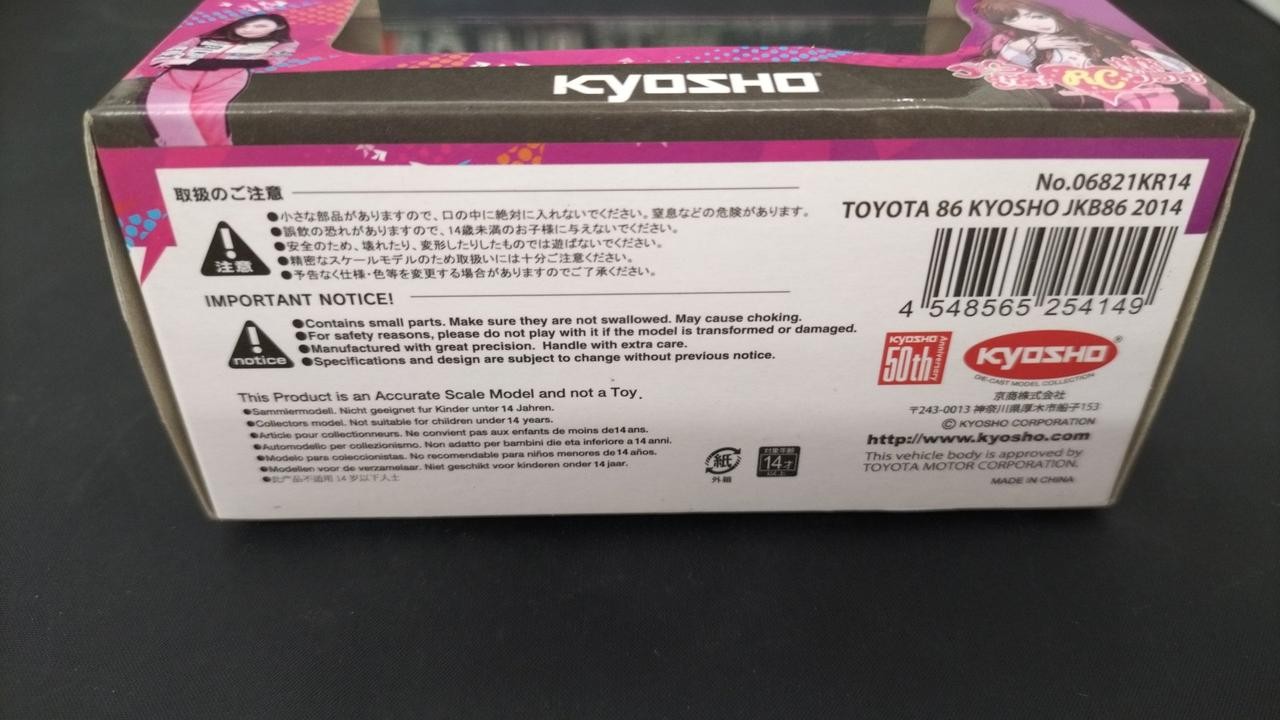 KYOSHO
RC
取扱のご注意
注意
●小さな部品がありますので、口の中に絶対に入れないでください。窒息などの危険があります。
●誤飲の恐れがありますので、14歳未満のお子様に与えないでください。
●安全のため、壊れたり、変形したりしたものでは遊ばないでください。
●精密なスケールモデルのため取扱いには十分ご注意ください。
●予告なく仕様・色等を変更する場合がありますのでご了承ください。
IMPORTANT NOTICE!
notice
●Contains small parts. Make sure they are not swallowed. May cause choking.
●For safety reasons, please do not play with it if the model is transformed or damaged.
●Manufactured with great precision. Handle with extra care.
●Specifications and design are subject to change without previous notice.
This Product is an Accurate Scale Model and not a Toy.
●Sammlermodell. Nicht geeignet fur Kinder unter 14 Jahren.
●Collectors model. Not suitable for children under 14 years.
●Article pour collectionneurs. Ne convient pas aux enfants de moins de14 ans.
●Automodello per collezionismo. Non adatto per bambini die eta inferiore a 14 anni.
●Modelo para coleccionistas. No recomendable para niños menores de 14 años.
●Modellen voor de verzamelaar. Niet geschikt voor kinderen onder 14 jaar.
●此产品不适用 14 岁以下人士
紙
外箱
対象年齢
14才
以上
No.06821KR14
TOYOTA 86 KYOSHO JKB86 2014
4 548565 254149
KYOSHO
50th
Anniversary
KYOSHO®
DIE-CAST MODEL COLLECTION
京商株式会社
〒243-0013 神奈川県厚木市船子153
© KYOSHO CORPORATION
http://www.kyosho.com
This vehicle body is approved by
TOYOTA MOTOR CORPORATION.
MADE IN CHINA